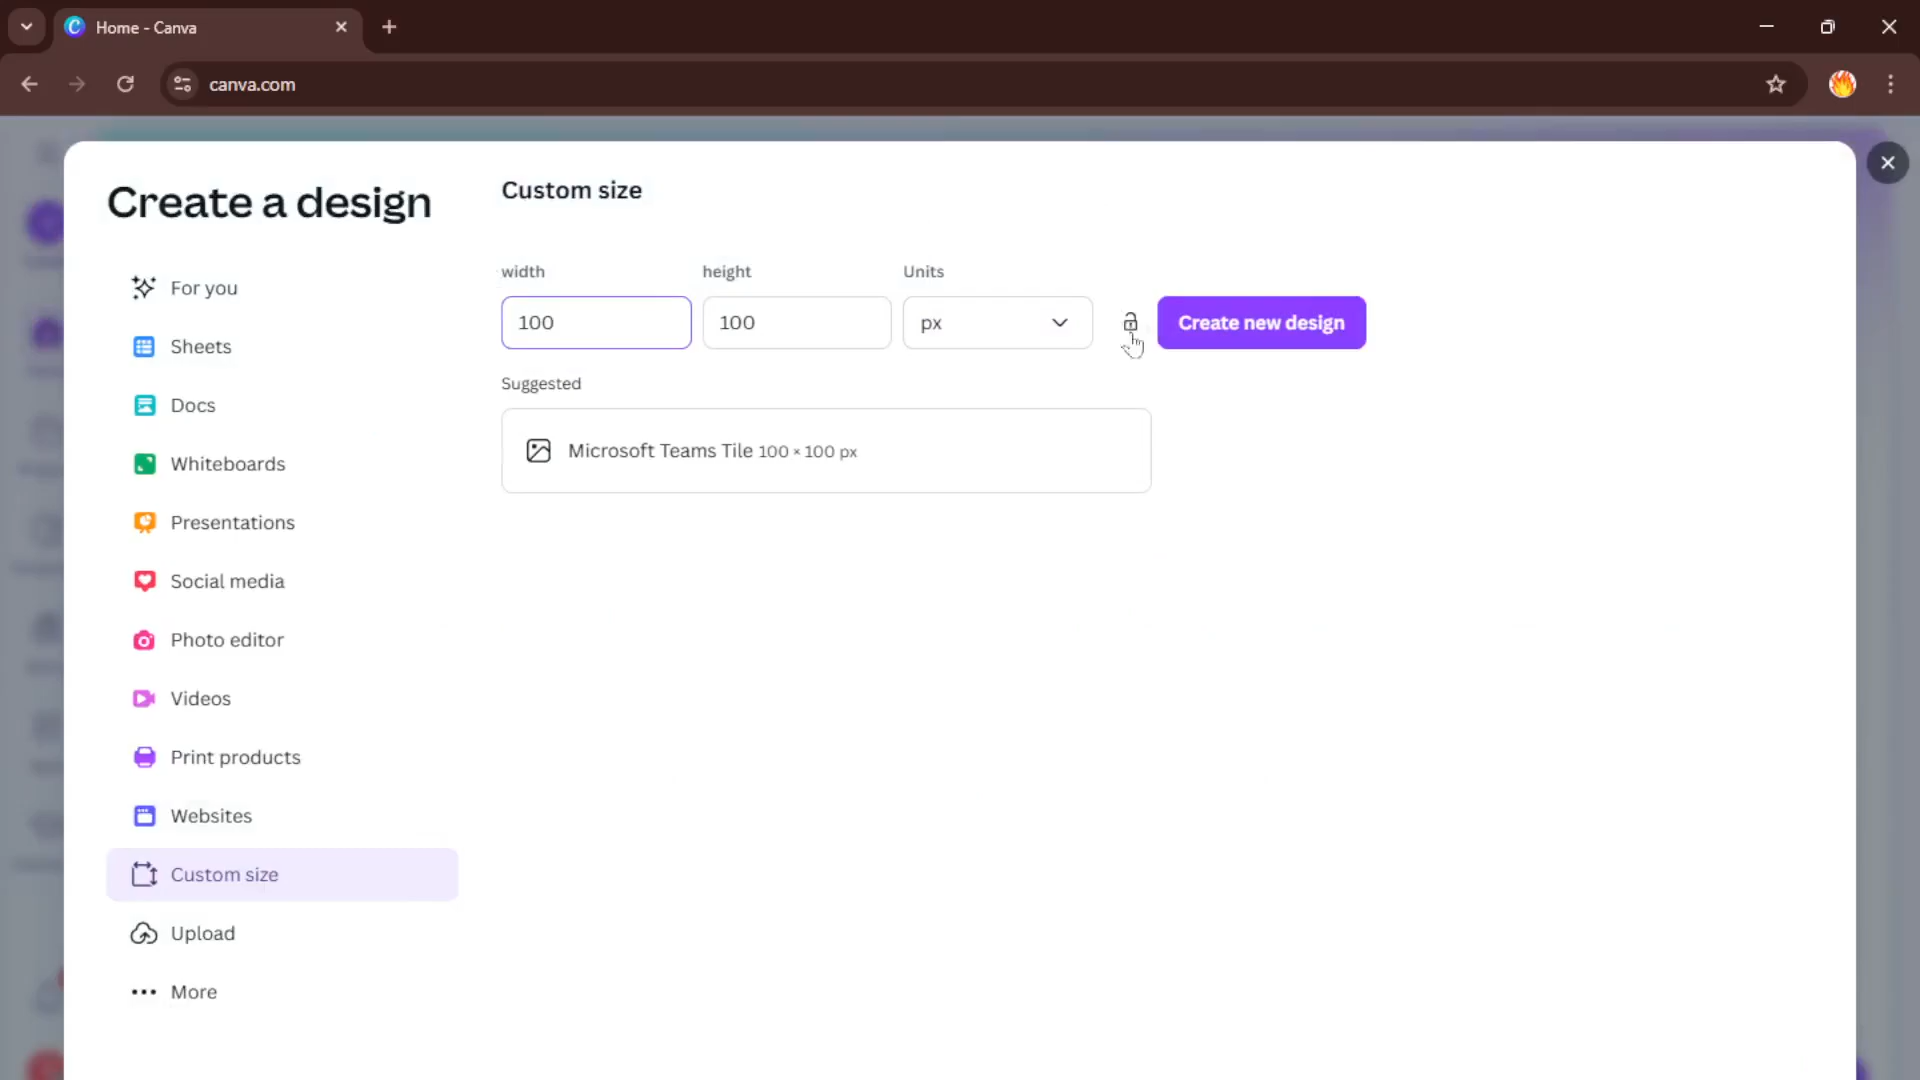 Home - Canva
canva.com
Create a design
For you
Sheets
Docs
Whiteboards
Presentations
Social media
Photo editor
Videos
Print products
Websites
Custom size
Upload
More
Custom size
width height Units
100 100 px Create new design
Suggested
Microsoft Teams Tile 100 × 100 px